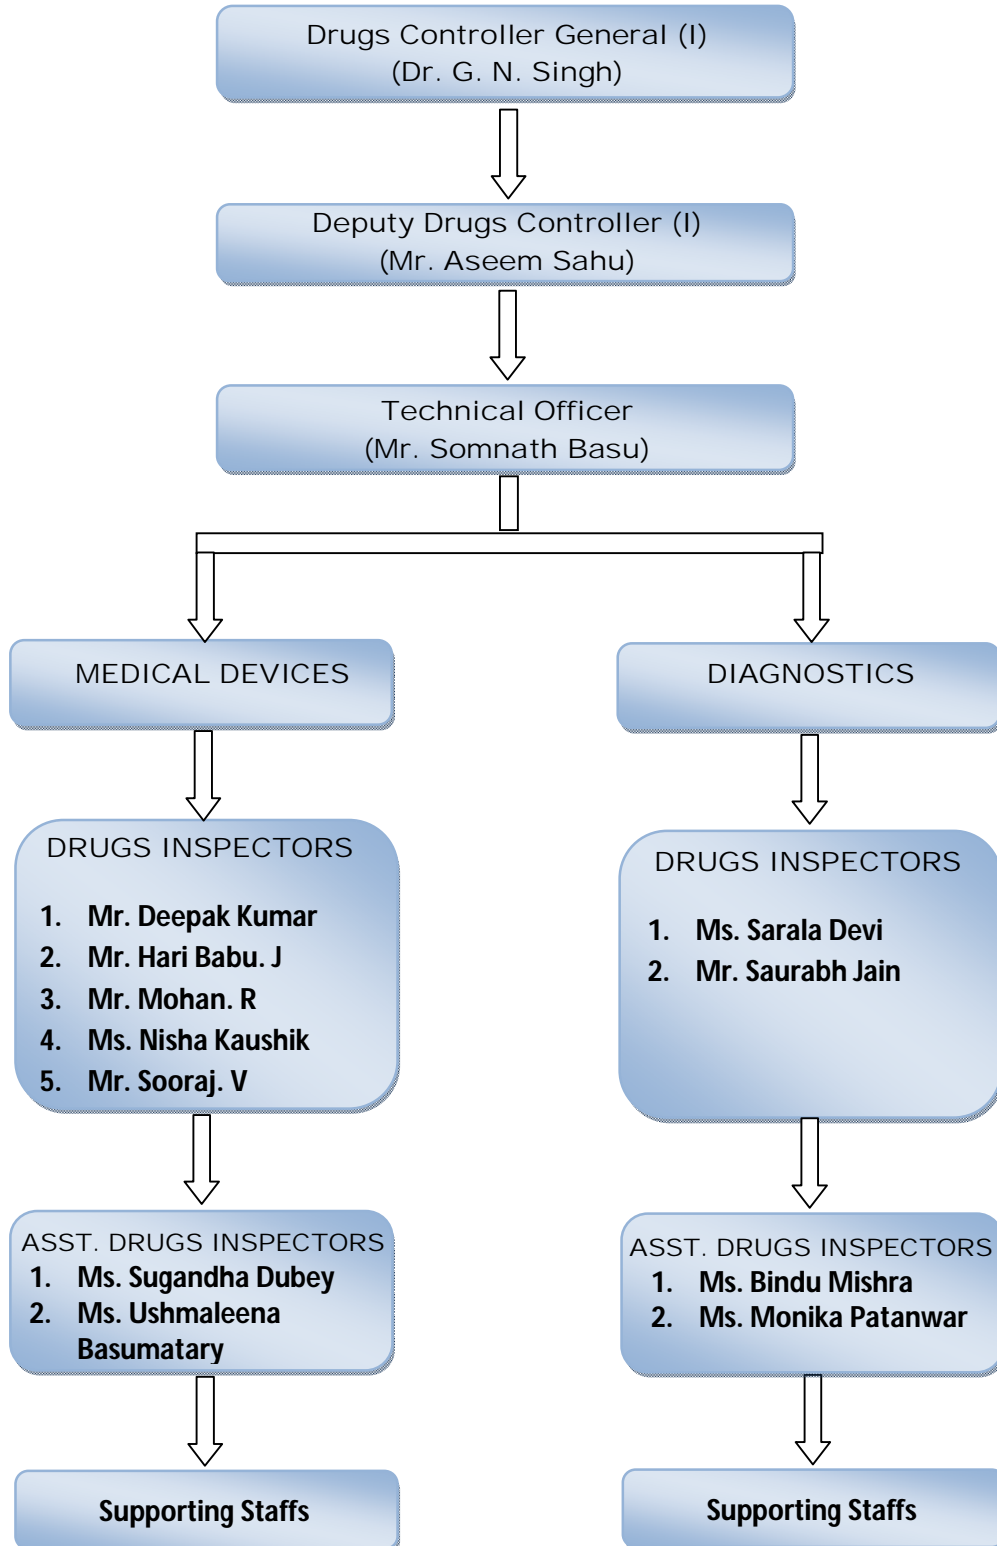 Drugs Controller General (I)
(Dr. G. N. Singh)
Deputy Drugs Controller (I)
(Mr. Aseem Sahu)
Technical Officer
(Mr. Somnath Basu)
MEDICAL DEVICES
DRUGS INSPECTORS
1. Mr. Deepak Kumar
2. Mr. Hari Babu. J
3. Mr. Mohan. R
4. Ms. Nisha Kaushik
5. Mr. Sooraj. V
ASST. DRUGS INSPECTORS
1. Ms. Sugandha Dubey
2. Ms. Ushmaleena
Basumatary
Supporting Staffs
DIAGNOSTICS
DRUGS INSPECTORS
1. Ms. Sarala Devi
2. Mr. Saurabh Jain
ASST. DRUGS INSPECTORS
1. Ms. Bindu Mishra
2. Ms. Monika Patanwar
Supporting Staffs